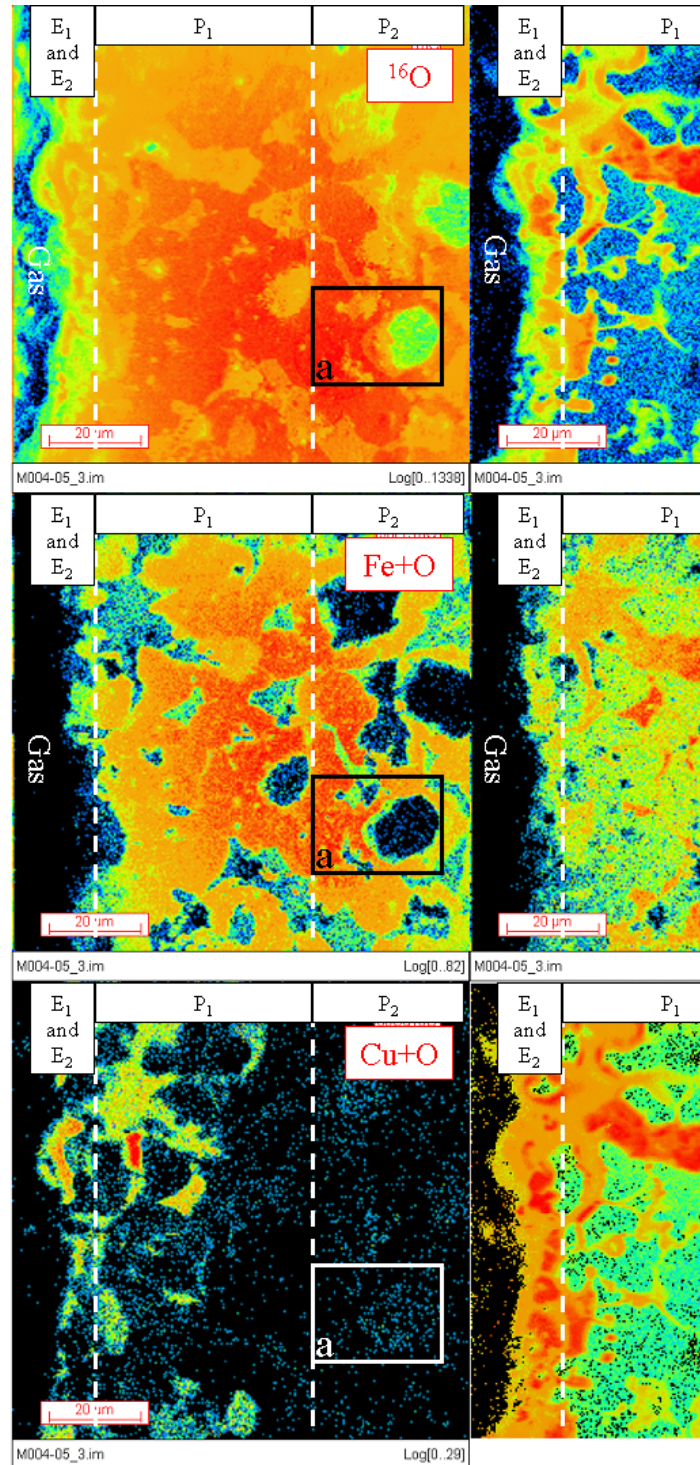 E₁ and E₂ P₁ P₂ E₁ and E₂ P₁
¹⁶O
Gas
Gas
a
20 µm
20 µm
M004-05_3.im Log[0..1338] M004-05_3.im
E₁ and E₂ P₁ P₂ E₁ and E₂ P₁
Fe+O
Gas
Gas
a
20 µm
20 µm
M004-05_3.im Log[0..82] M004-05_3.im
E₁ and E₂ P₁ P₂ E₁ and E₂ P₁
Cu+O
a
20 µm
M004-05_3.im Log[0..29]